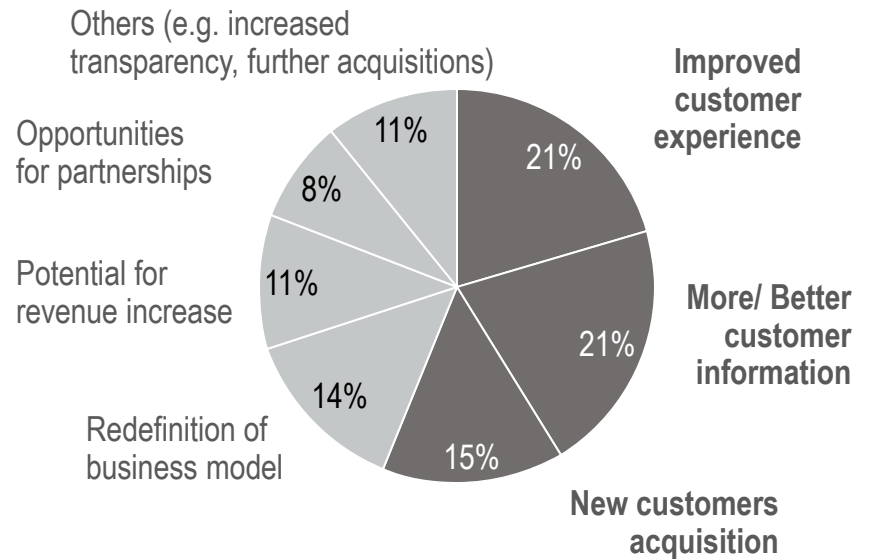 Others (e.g. increased
transparency, further acquisitions)
Improved
customer
experience
Opportunities
for partnerships
11%
21%
8%
Potential for
revenue increase
11%
More/ Better
customer
information
21%
14%
Redefinition of
business model
15%
New customers
acquisition